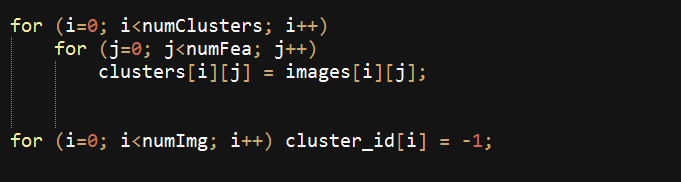 for (i=0; i<numClusters; i++)
    for (j=0; j<numFea; j++)
        clusters[i][j] = images[i][j];
for (i=0; i<numImg; i++) cluster_id[i] = -1;